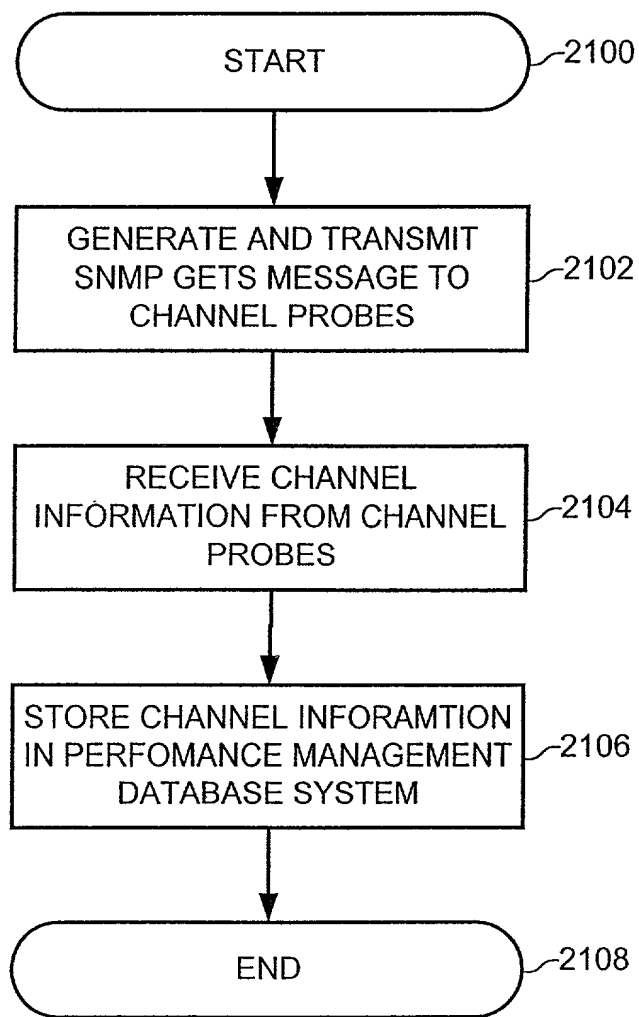 START
2100
GENERATE AND TRANSMIT
SNMP GETS MESSAGE TO
CHANNEL PROBES
2102
RECEIVE CHANNEL
INFORMATION FROM CHANNEL
PROBES
2104
STORE CHANNEL INFORAMTION
IN PERFOMANCE MANAGEMENT
DATABASE SYSTEM
2106
END
2108